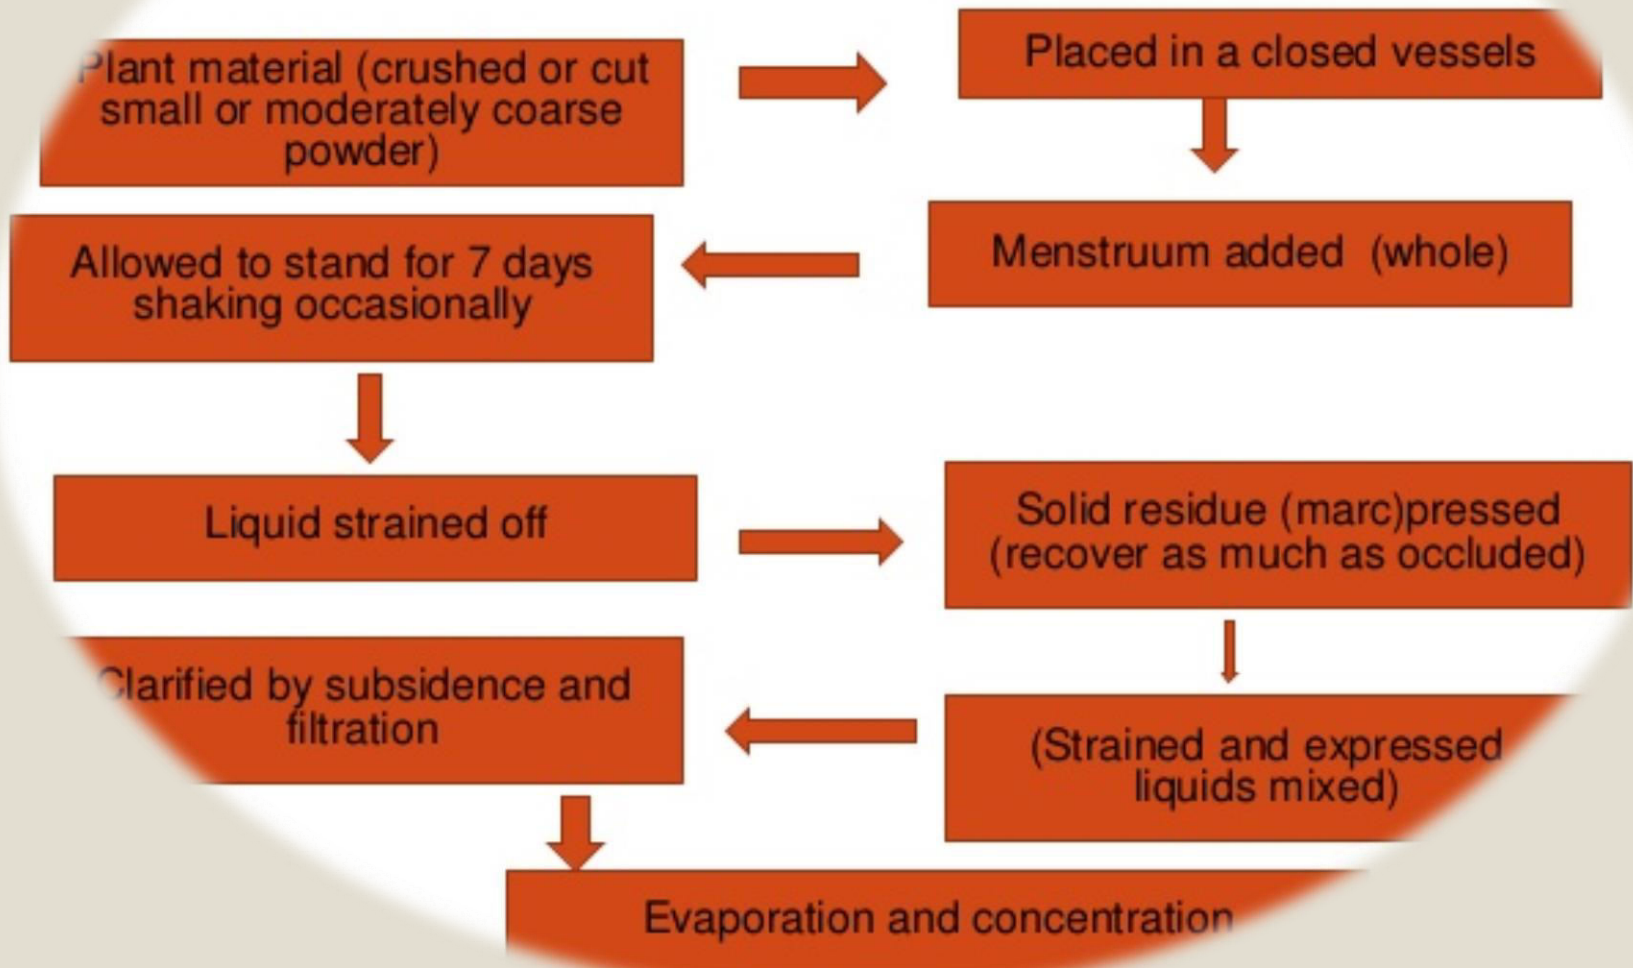 Plant material (crushed or cut
small or moderately coarse
powder)
Placed in a closed vessels
Menstruum added (whole)
Allowed to stand for 7 days
shaking occasionally
Liquid strained off
Solid residue (marc)pressed
(recover as much as occluded)
(Strained and expressed
liquids mixed)
Clarified by subsidence and
filtration
Evaporation and concentration